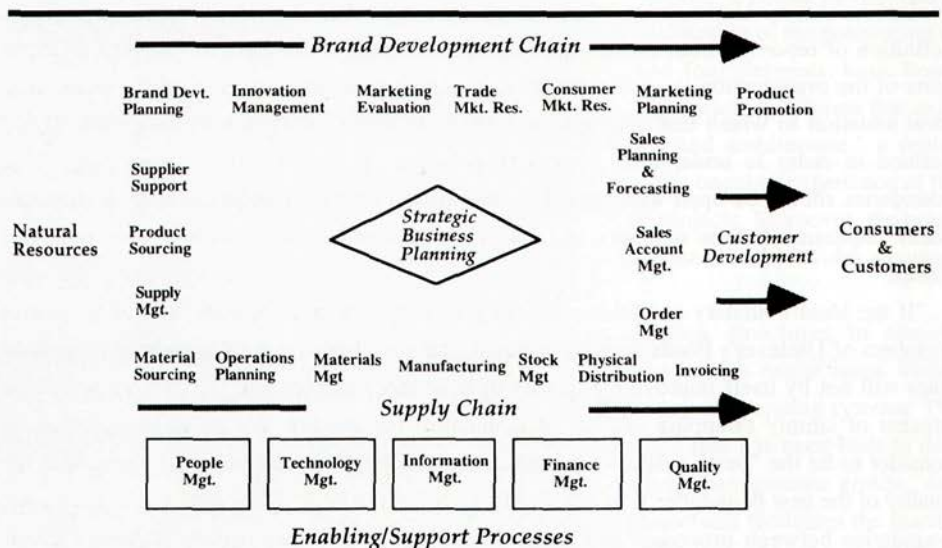 Brand Development Chain
Brand Devt. Planning
Innovation Management
Marketing Evaluation
Trade Mkt. Res.
Consumer Mkt. Res.
Marketing Planning
Product Promotion
Supplier Support
Sales Planning & Forecasting
Natural Resources
Product Sourcing
Strategic Business Planning
Sales Account Mgt.
Customer Development
Consumers & Customers
Supply Mgt.
Order Mgt
Material Sourcing
Operations Planning
Materials Mgt
Manufacturing
Stock Mgt
Physical Distribution
Invoicing
Supply Chain
People Mgt.
Technology Mgt.
Information Mgt.
Finance Mgt.
Quality Mgt.
Enabling/Support Processes